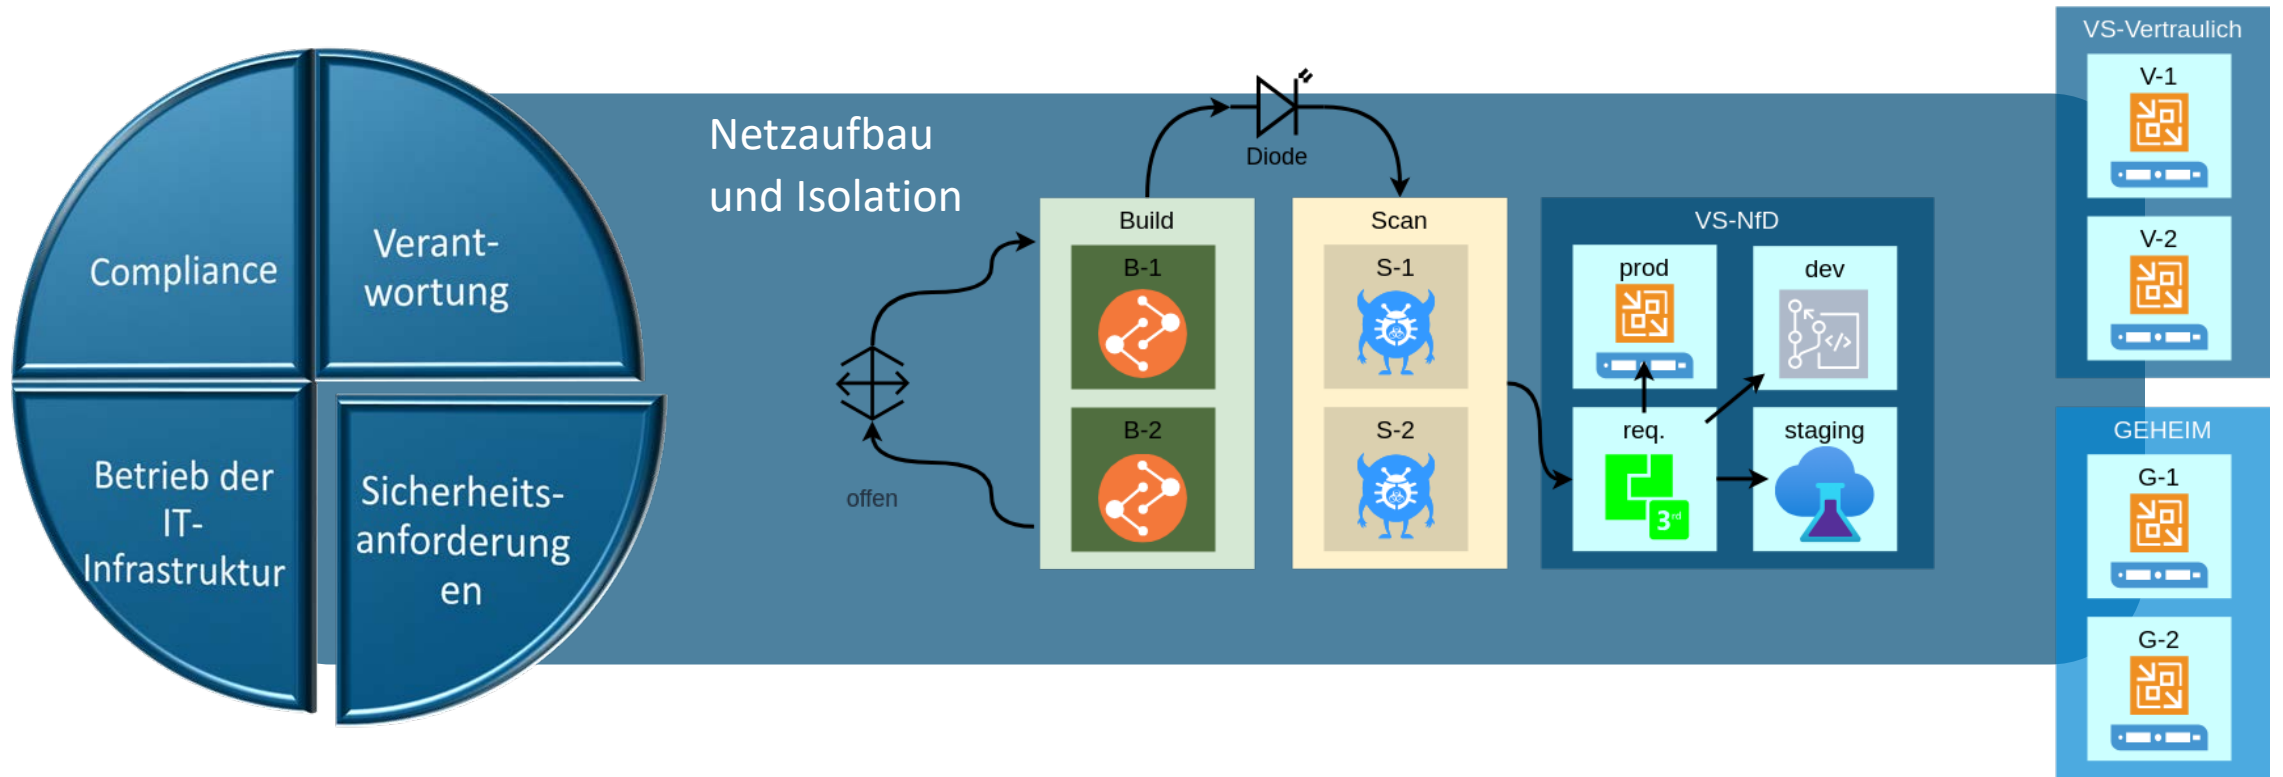 Compliance
Verant-
wortung
Betrieb der
IT-
Infrastruktur
Sicherheits-
anforderung
en
Netzaufbau
und Isolation
offen
Diode
Build
B-1
B-2
Scan
S-1
S-2
VS-NfD
prod
dev
</>
req.
3rd
staging
VS-Vertraulich
V-1
V-2
GEHEIM
G-1
G-2